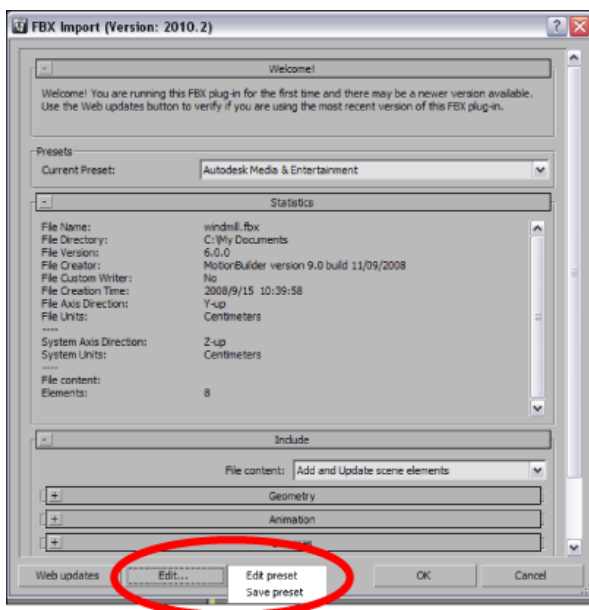 FBX Import (Version: 2010.2)
Welcome!
Welcome! You are running this FBX plug-in for the first time and there may be a newer version available.
Use the Web updates button to verify if you are using the most recent version of this FBX plug-in.
Presets
Current Preset: Autodesk Media & Entertainment
Statistics
File Name: windmill.fbx
File Directory: C:\My Documents
File Version: 6.0.0
File Creator: MotionBuilder version 9.0 build 11/09/2008
File Custom Writer: No
File Creation Time: 2008/9/15 10:39:58
File Axis Direction: Y-up
File Units: Centimeters
----
System Axis Direction: Z-up
System Units: Centimeters
----
File content:
Elements: 8
Include
File content: Add and Update scene elements
Geometry
Animation
Web updates Edit... Edit preset OK Cancel
Save preset